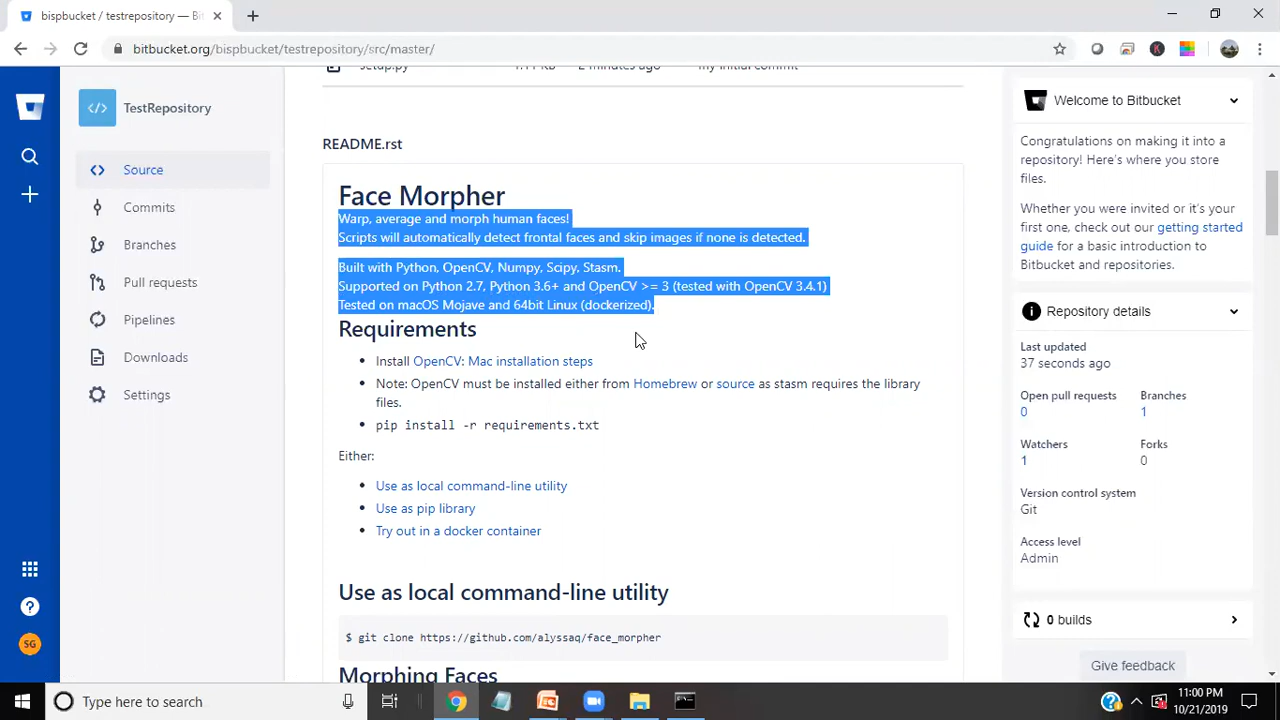 bispbucket / testrepository — Bit
bitbucket.org/bispbucket/testrepository/src/master/
TestRepository
Source
Commits
Branches
Pull requests
Pipelines
Downloads
Settings
SG
setup.py 1.11 KB 2 minutes ago My initial commit
README.rst
Face Morpher
Warp, average and morph human faces!
Scripts will automatically detect frontal faces and skip images if none is detected.
Built with Python, OpenCV, Numpy, Scipy, Stasm.
Supported on Python 2.7, Python 3.6+ and OpenCV >= 3 (tested with OpenCV 3.4.1)
Tested on macOS Mojave and 64bit Linux (dockerized).
Requirements
• Install OpenCV: Mac installation steps
• Note: OpenCV must be installed either from Homebrew or source as stasm requires the library
files.
• pip install -r requirements.txt
Either:
• Use as local command-line utility
• Use as pip library
• Try out in a docker container
Use as local command-line utility
$ git clone https://github.com/alyssaq/face_morpher
Morphing Faces
Welcome to Bitbucket
Congratulations on making it into a
repository! Here's where you store
files.
Whether you were invited or it's your
first one, check out our getting started
guide for a basic introduction to
Bitbucket and repositories.
Repository details
Last updated
37 seconds ago
Open pull requests Branches
0 1
Watchers Forks
1 0
Version control system
Git
Access level
Admin
0 builds
Give feedback
Type here to search
11:00 PM
10/21/2019